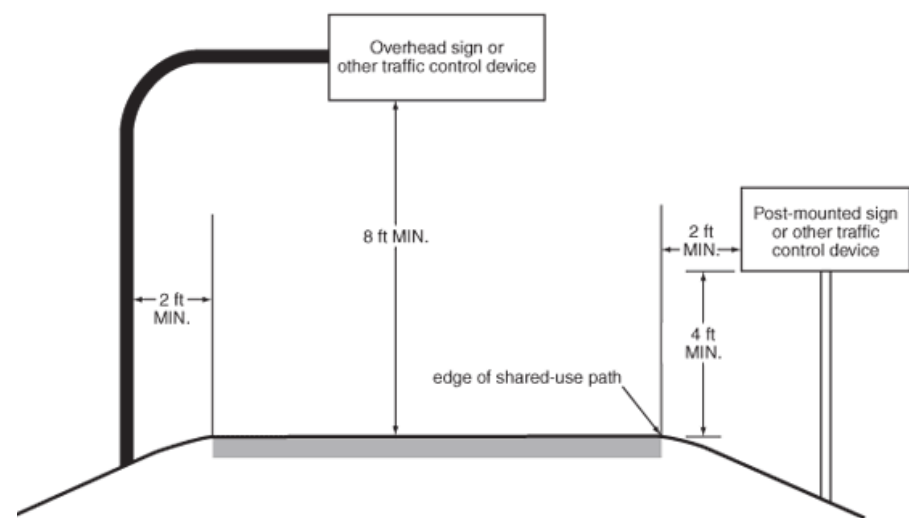 Overhead sign or
other traffic control device
8 ft MIN.
2 ft
MIN.
Post-mounted sign
or other traffic
control device
2 ft
MIN.
4 ft
MIN.
edge of shared-use path